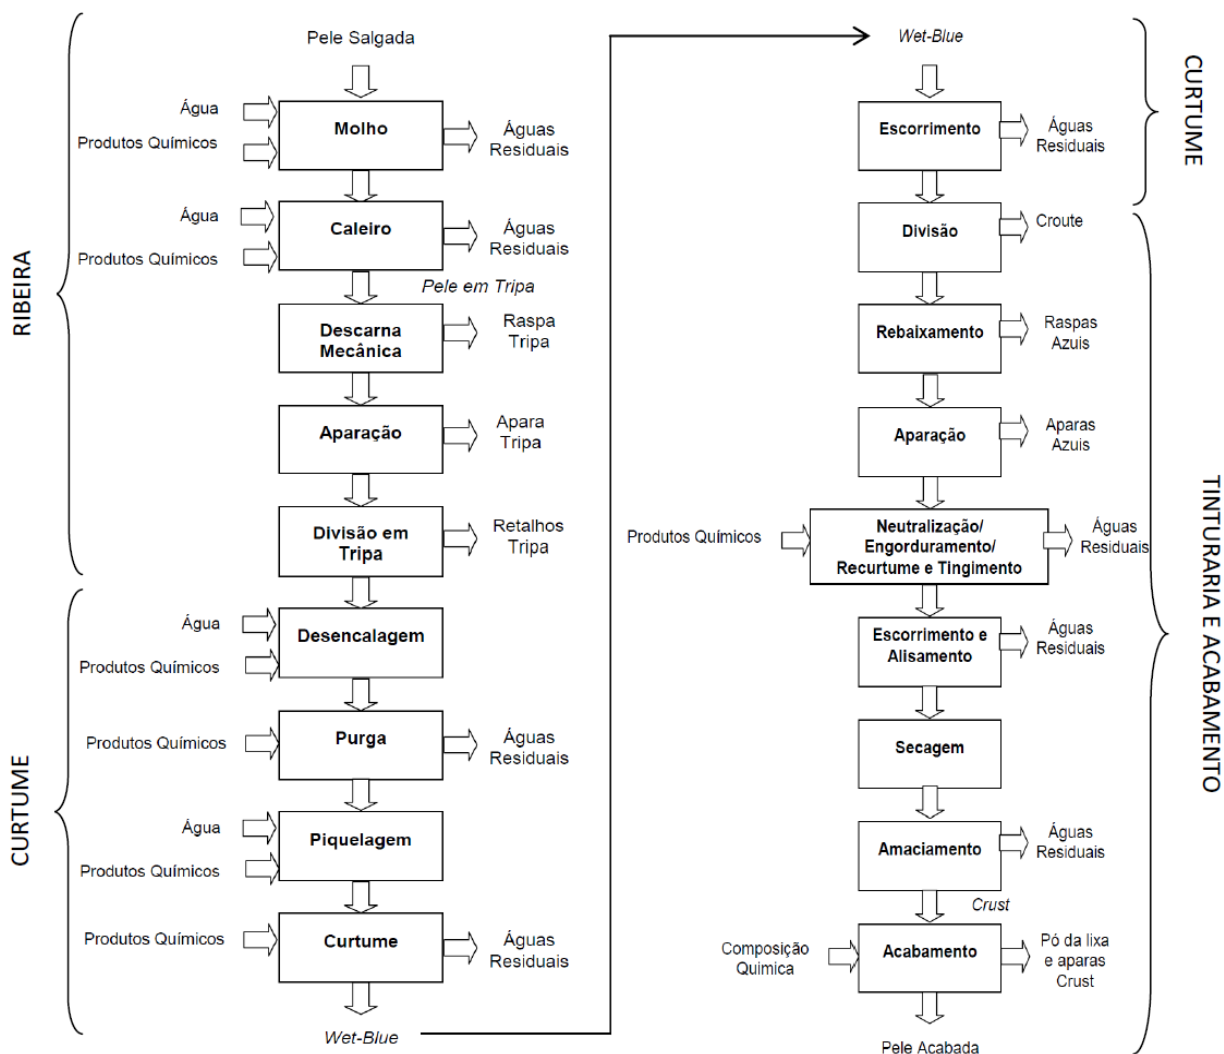 RIBEIRA
Pele Salgada
Água
Produtos Químicos
Molho
Águas
Residuais
Água
Produtos Químicos
Caleiro
Águas
Residuais
Pele em Tripa
Descarna
Mecânica
Raspa
Tripa
Aparação
Apara
Tripa
Divisão em
Tripa
Retalhos
Tripa
CURTUME
Água
Produtos Químicos
Desencalagem
Produtos Químicos
Purga
Águas
Residuais
Água
Produtos Químicos
Piquelagem
Produtos Químicos
Curtume
Águas
Residuais
Wet-Blue
Wet-Blue
Escorrimento
Águas
Residuais
CURTUME
Divisão
Croute
Rebaixamento
Raspas
Azuis
Aparação
Aparas
Azuis
Produtos Químicos
Neutralização/
Engorduramento/
Recurtume e Tingimento
Águas
Residuais
Escorrimento e
Alisamento
Águas
Residuais
Secagem
Amaciamento
Águas
Residuais
Crust
Composição
Quimica
Acabamento
Pó da lixa
e aparas
Crust
Pele Acabada
TINTURARIA E ACABAMENTO